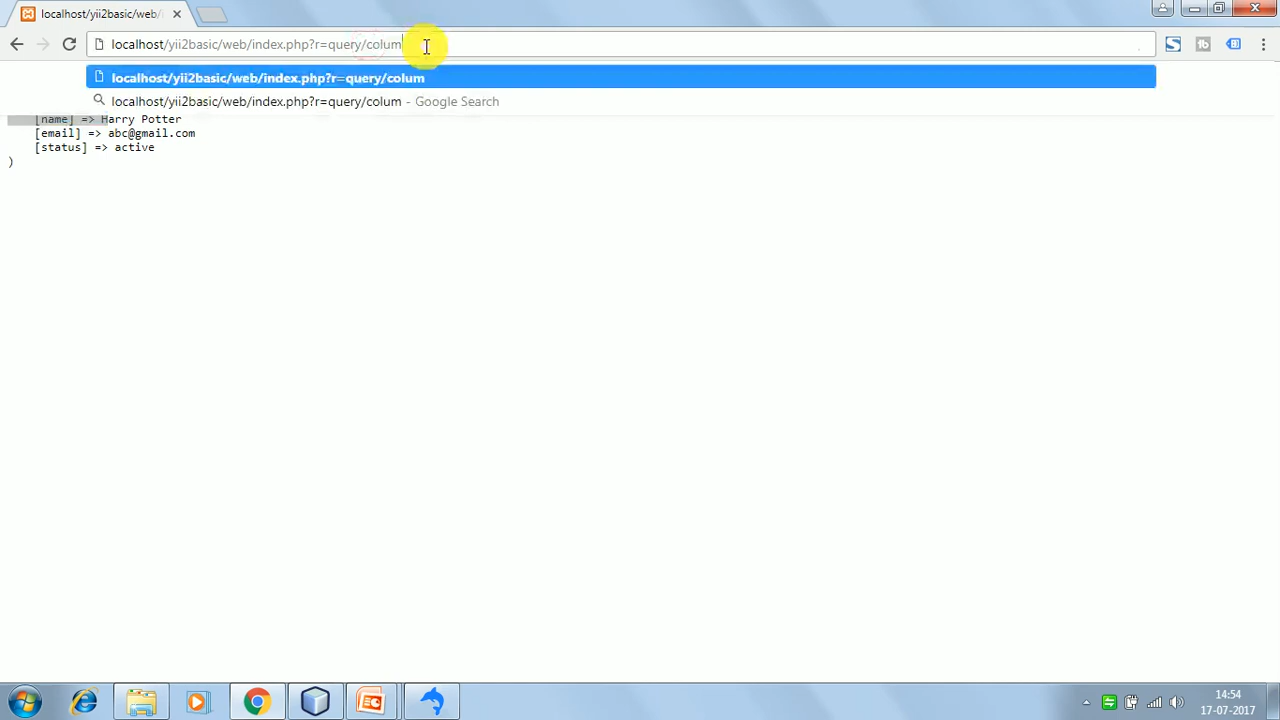 localhost/yii2basic/web/in
localhost/yii2basic/web/index.php?r=query/colum
localhost/yii2basic/web/index.php?r=query/colum
localhost/yii2basic/web/index.php?r=query/colum - Google Search
[name] => Harry Potter
[email] => abc@gmail.com
[status] => active
)
14:54
17-07-2017